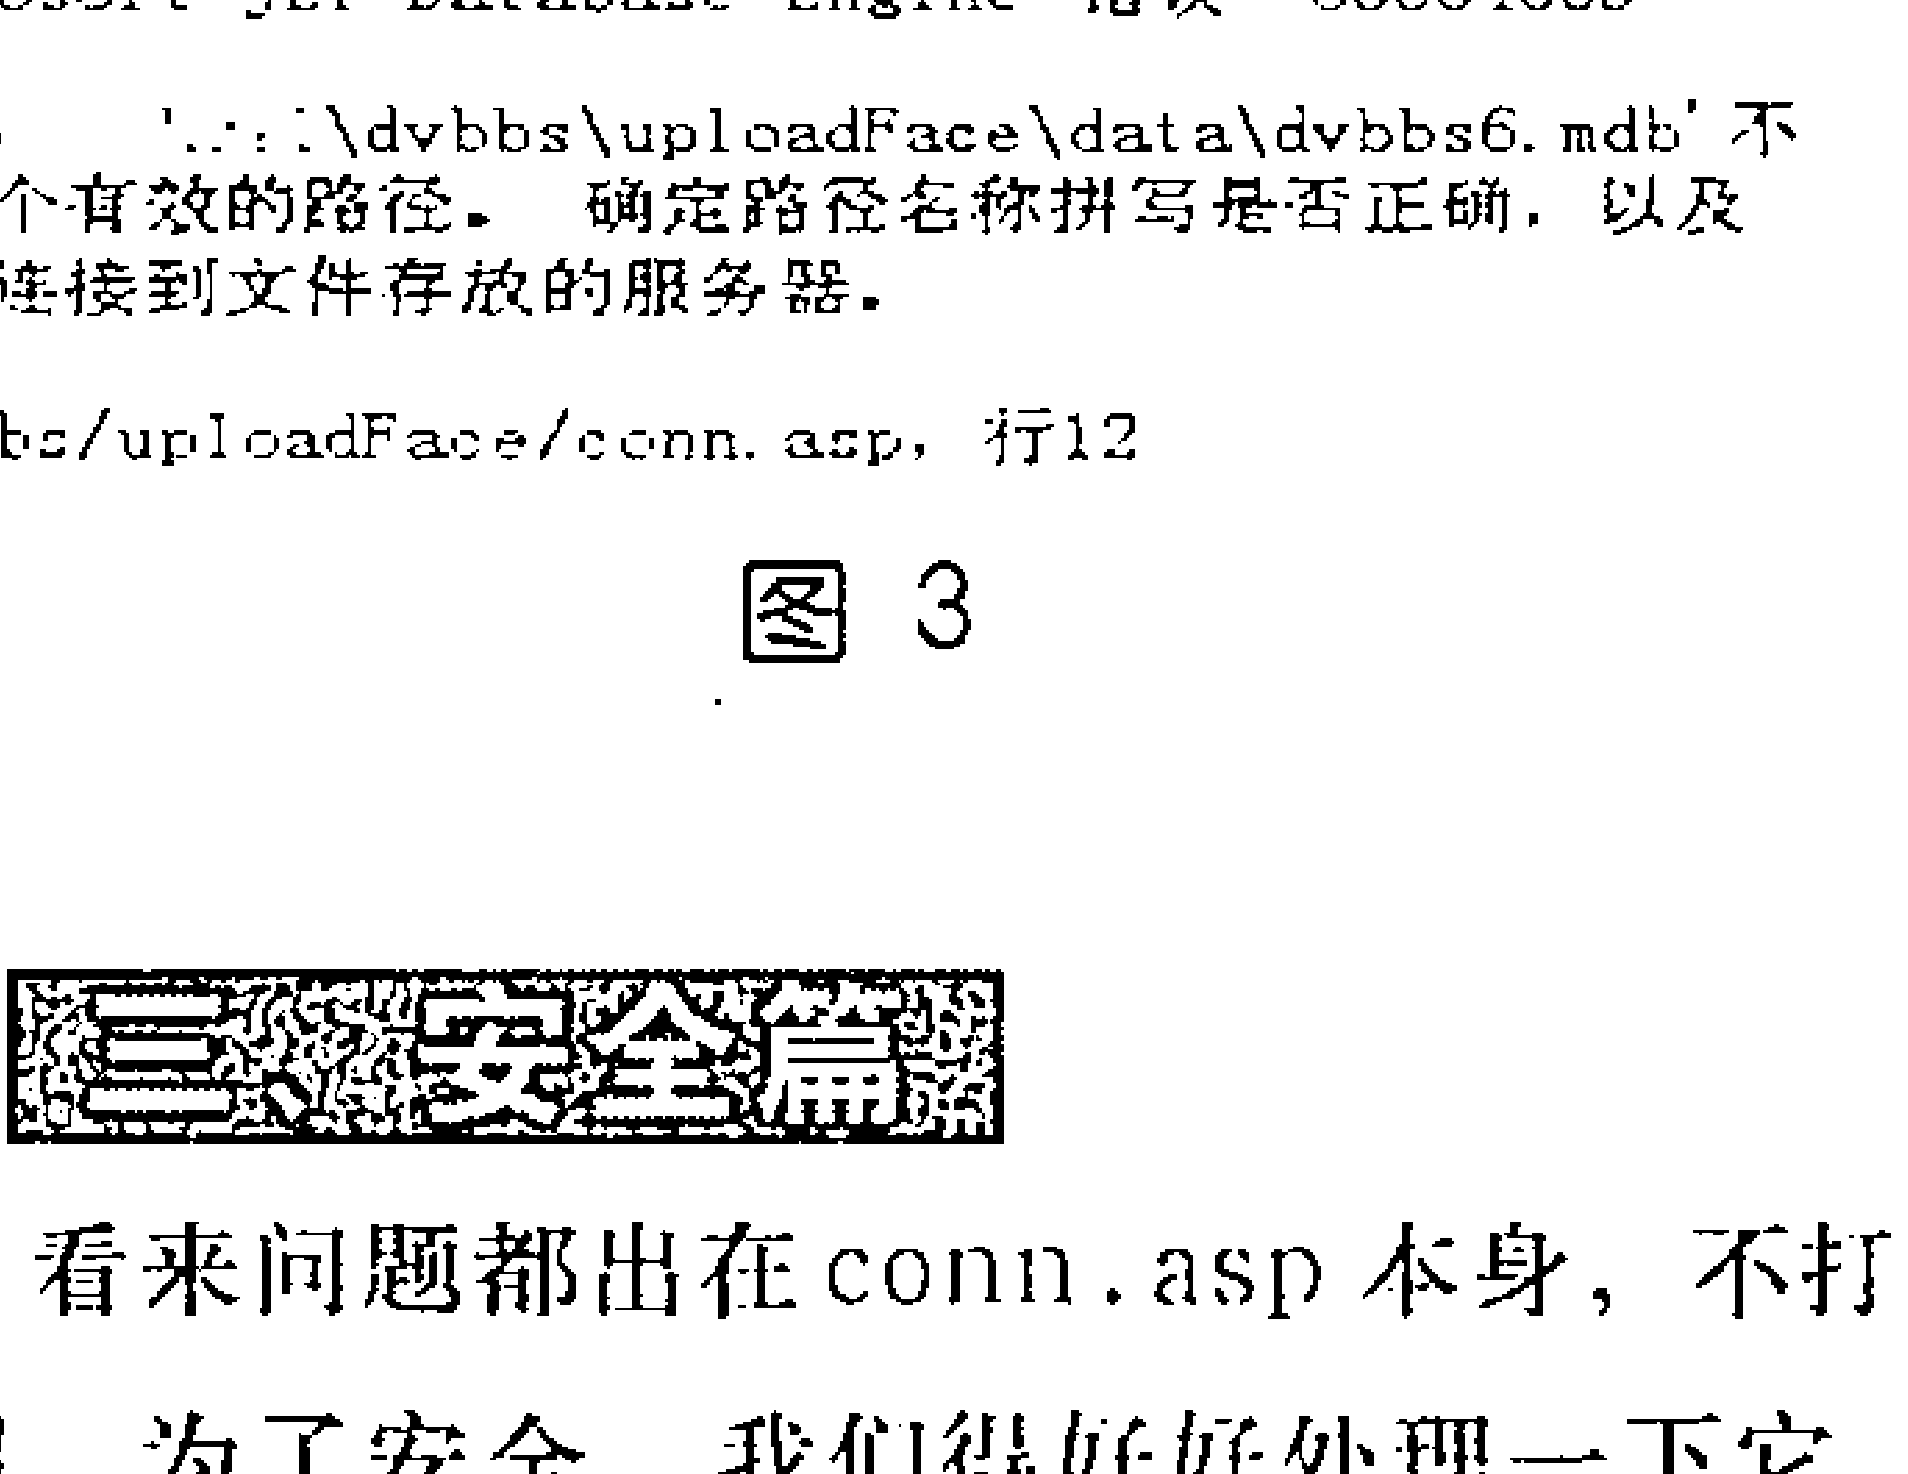 Database Engine 错误
\dvbbs\uploadFace\data\dvbbs6.mdb'不
个有效的路径。 确定路径名称拼写是否正确, 以及
连接到文件存放的服务器。
bs/uploadFace/conn.asp, 行12
图 3
三、安全篇
看来问题都出在conn.asp本身, 不打
为了安全 我们得好好处理一下它